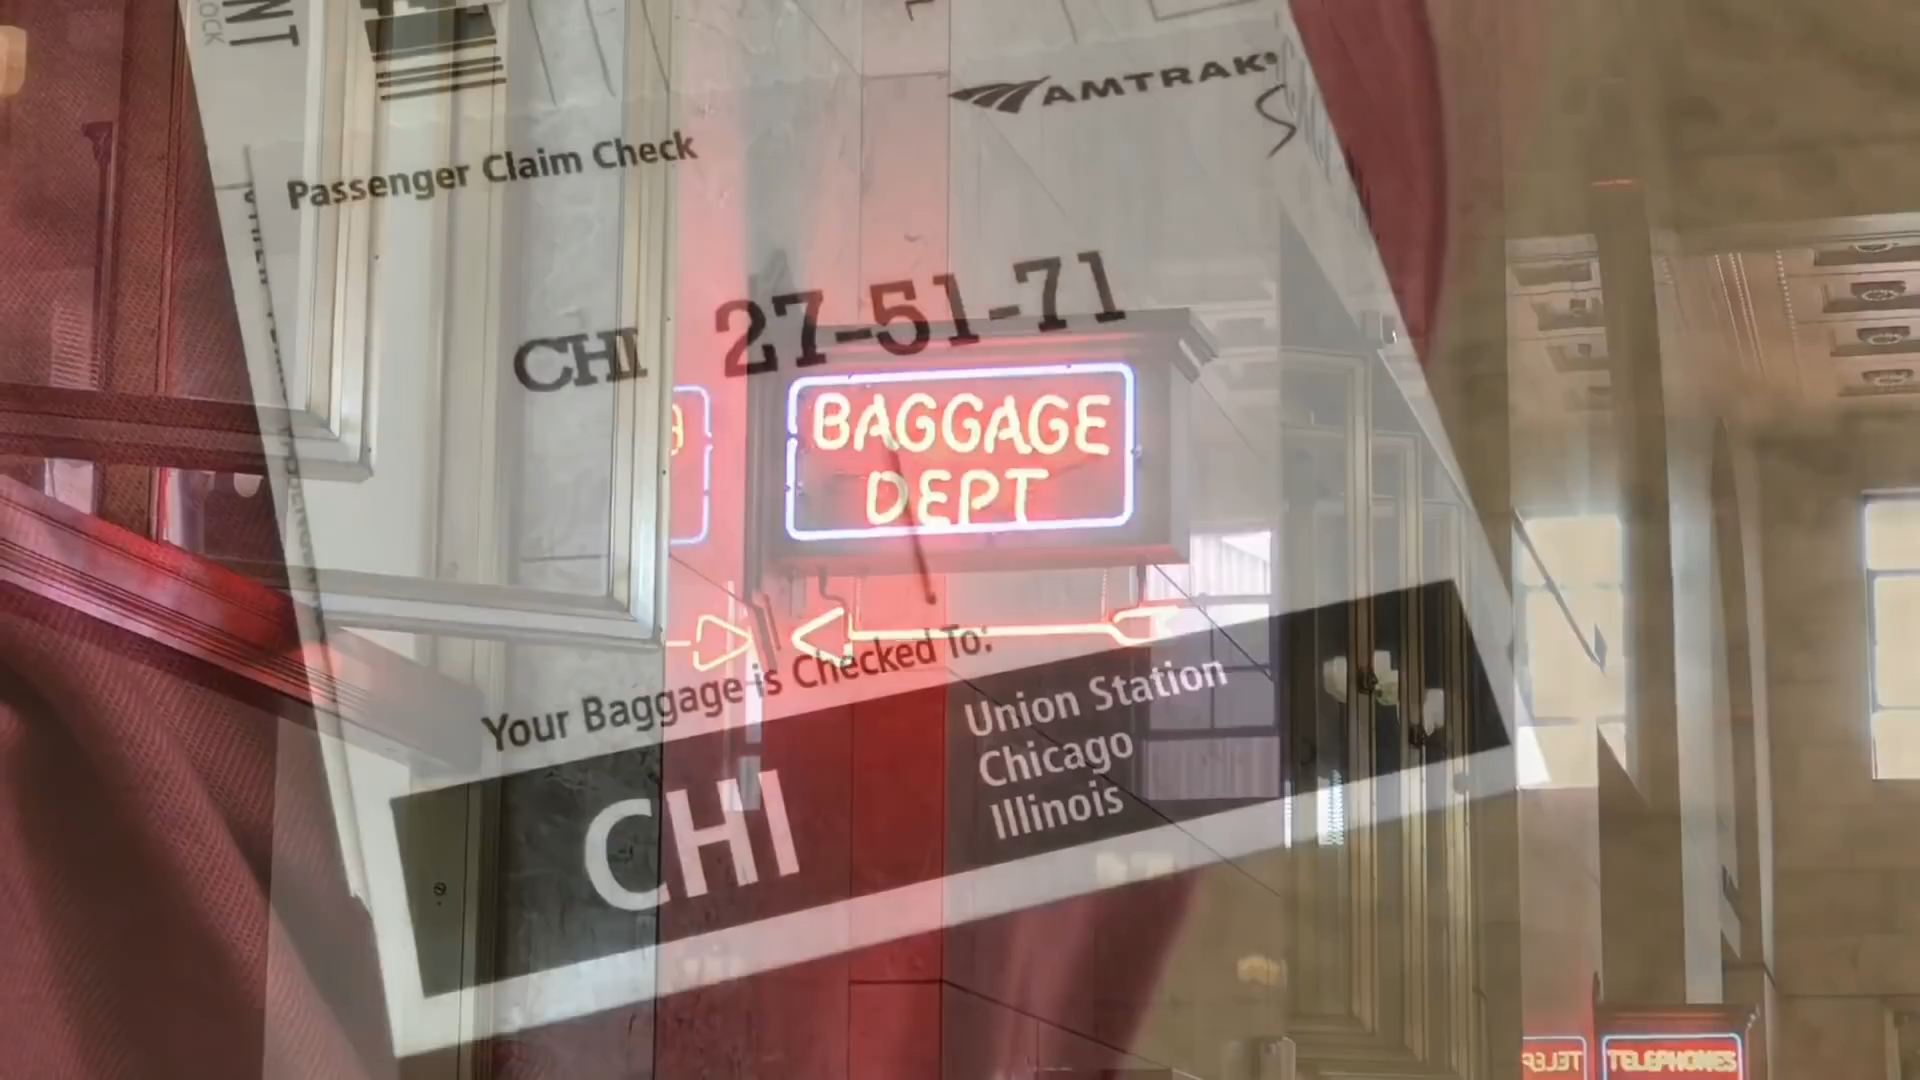 AMTRAK
Passenger Claim Check
CHI 27-51-71
BAGGAGE
DEPT
Your Baggage is Checked To:
CHI
Union Station
Chicago
Illinois
TELEPHONES